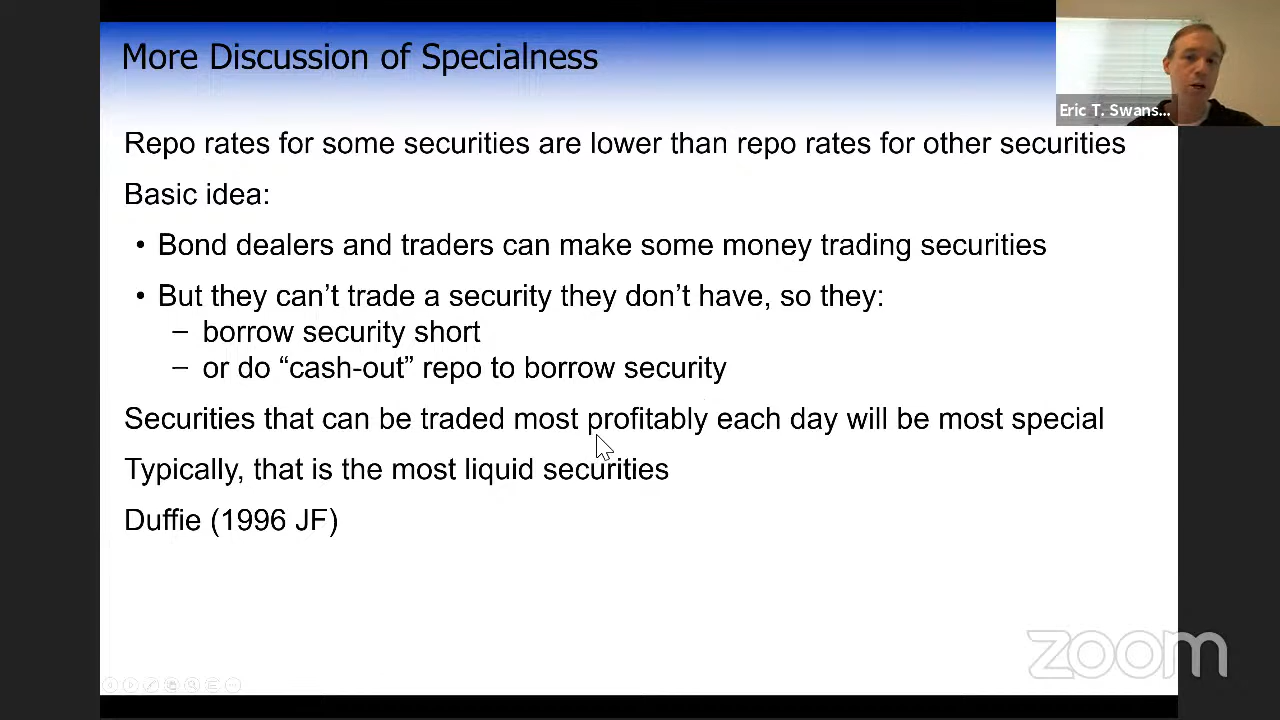 More Discussion of Specialness
Eric T. Swans...
Repo rates for some securities are lower than repo rates for other securities
Basic idea:
• Bond dealers and traders can make some money trading securities
• But they can’t trade a security they don’t have, so they:
– borrow security short
– or do “cash-out” repo to borrow security
Securities that can be traded most profitably each day will be most special
Typically, that is the most liquid securities
Duffie (1996 JF)
zoom